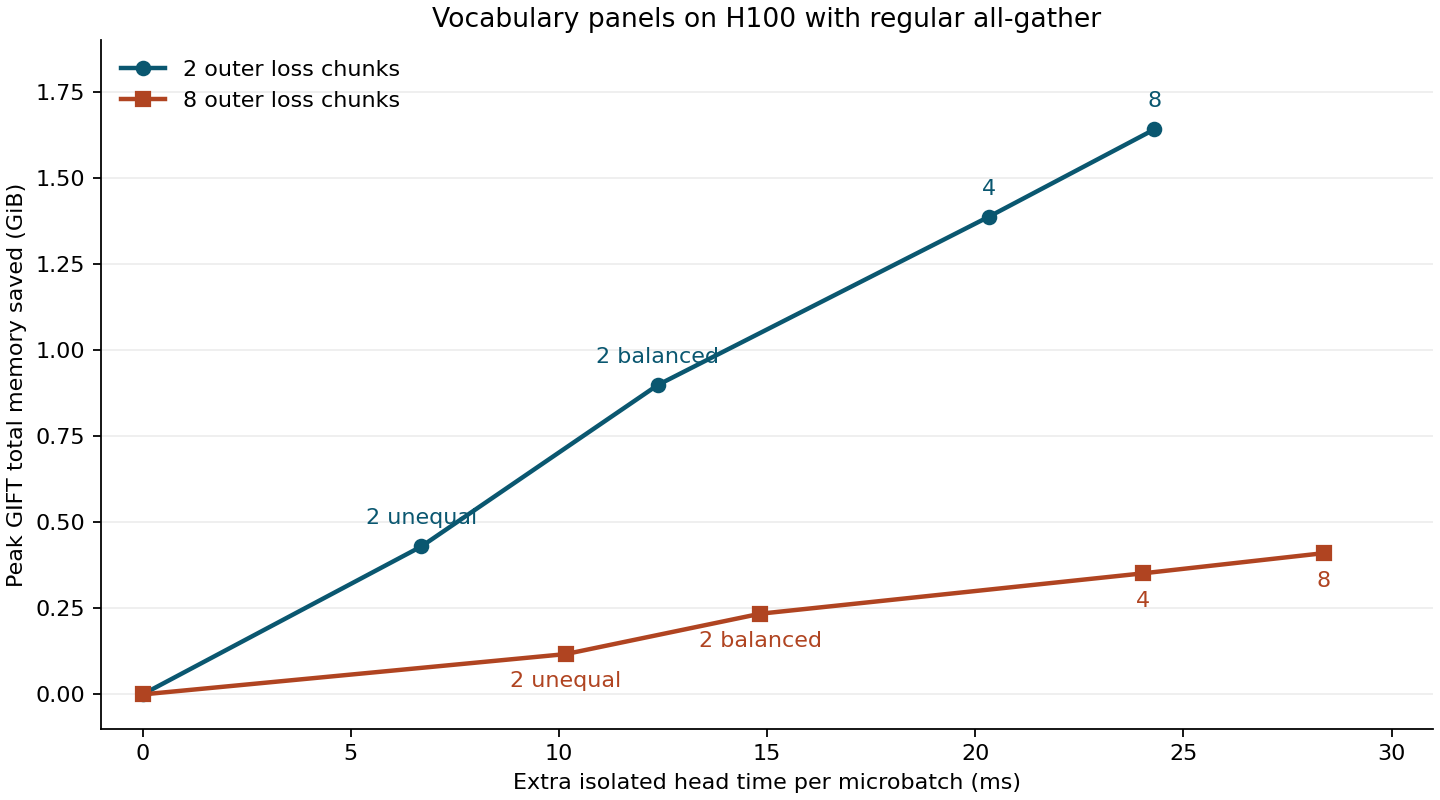 Vocabulary panels on H100 with regular all-gather
2 outer loss chunks
8 outer loss chunks
Peak GIFT total memory saved (GiB)
1.75
1.50
1.25
1.00
0.75
0.50
0.25
0.00
8
4
2 balanced
2 unequal
2 unequal
2 balanced
4
8
0 5 10 15 20 25 30
Extra isolated head time per microbatch (ms)